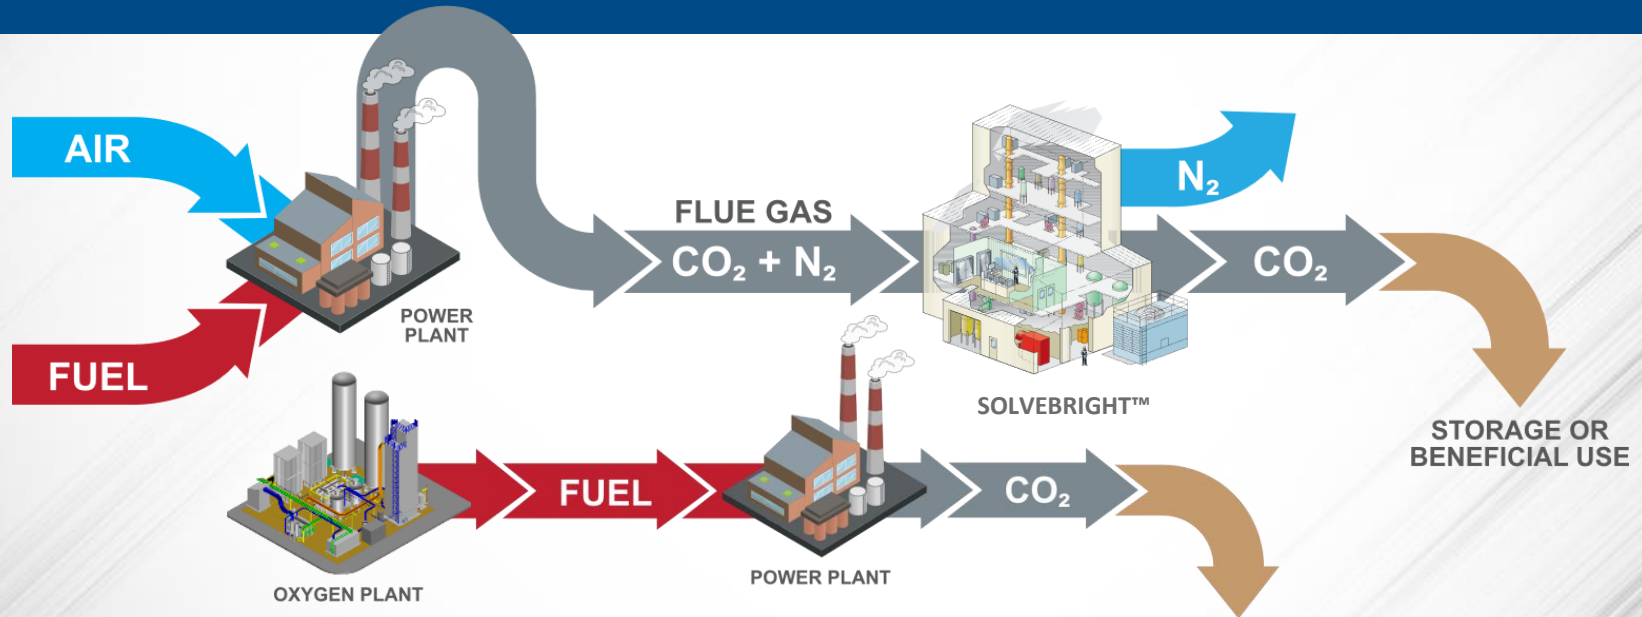 AIR
FUEL
POWER
PLANT
FLUE GAS
CO₂ + N₂
SOLVEBRIGHT™
N₂
CO₂
STORAGE OR
BENEFICIAL USE
OXYGEN PLANT
FUEL
POWER PLANT
CO₂